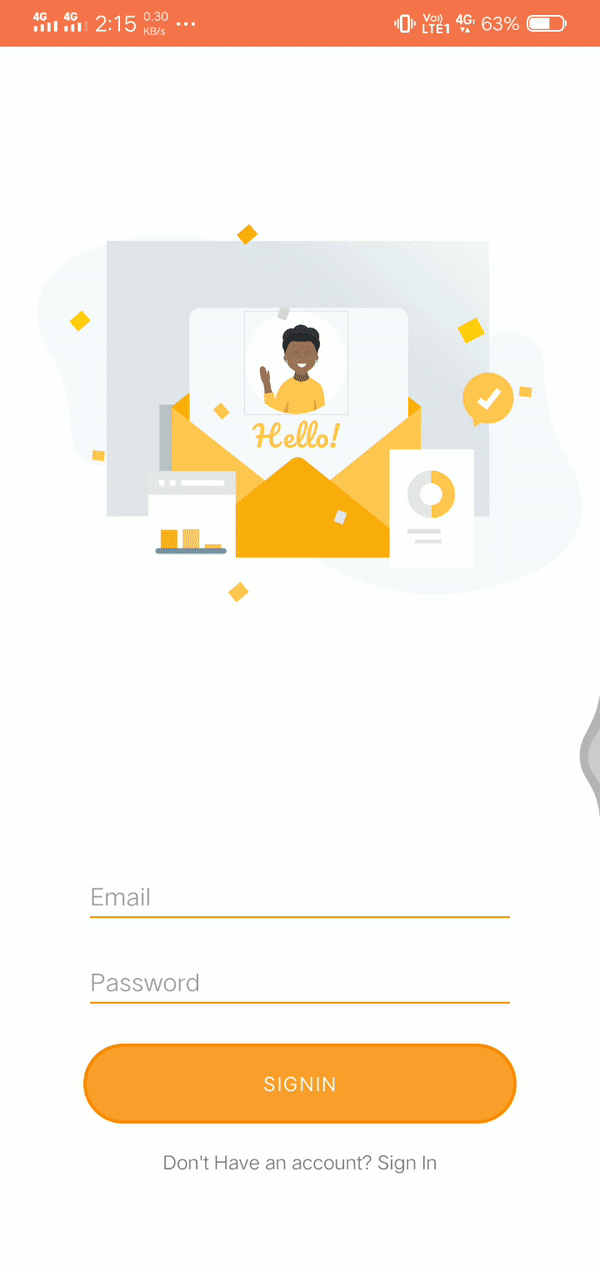 4G 4G 2:15 0.30 KB/s ... Vo)) LTE1 4G 63%
Hello!
Email
Password
SIGNIN
Don't Have an account? Sign In